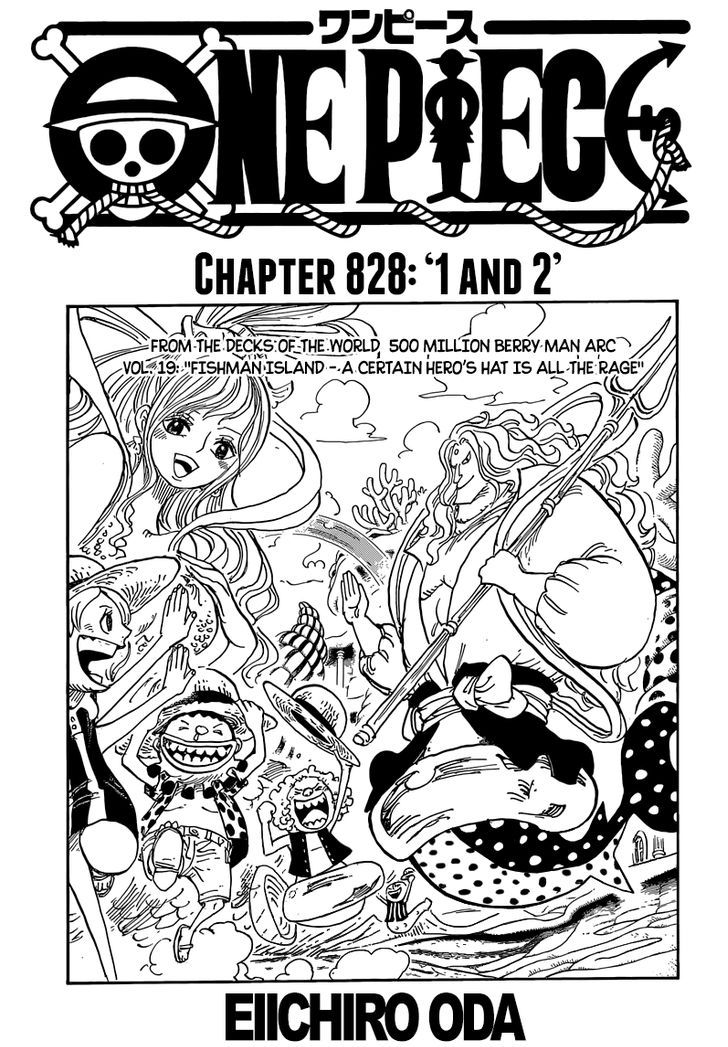 ワンピース
ONE PIECE
CHAPTER 828: ‘1 AND 2’
FROM THE DECKS OF THE WORLD, 500 MILLION BERRY MAN ARC
VOL. 19: "FISHMAN ISLAND - A CERTAIN HERO'S HAT IS ALL THE RAGE"
EIICHIRO ODA